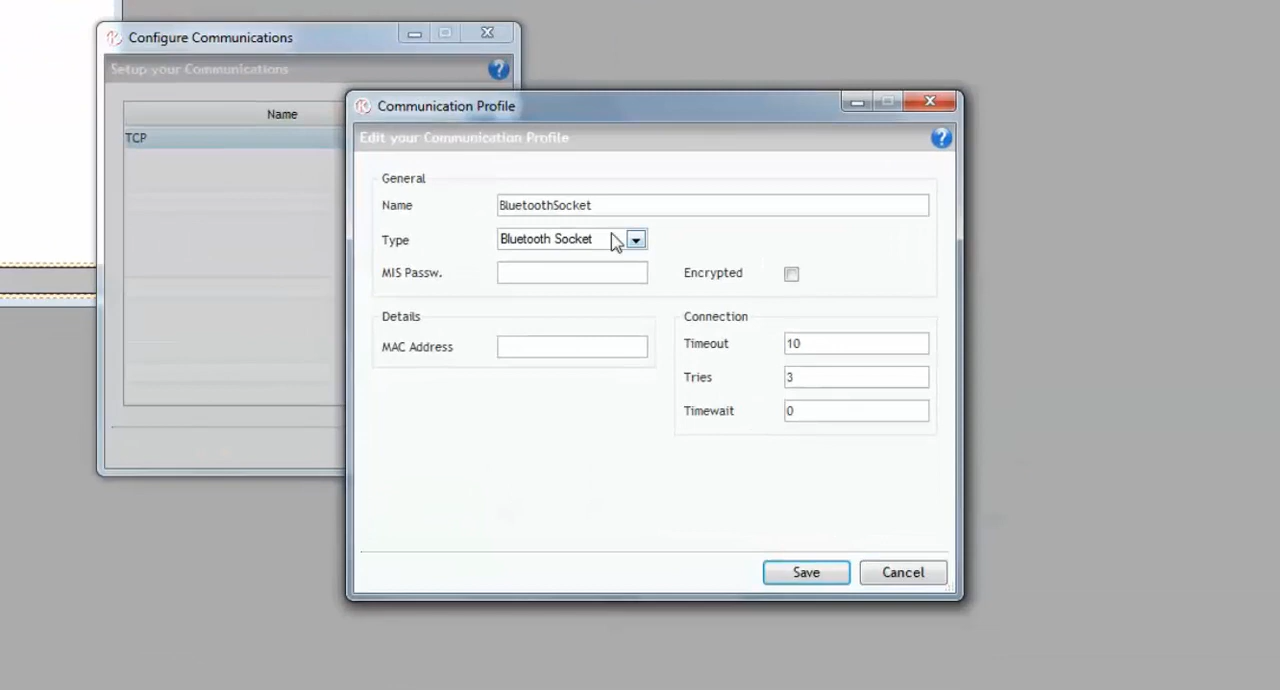 Configure Communications
Setup your Communications
Name
TCP
Communication Profile
Edit your Communication Profile
General
Name BluetoothSocket
Type Bluetooth Socket
MIS Passw. Encrypted
Details
MAC Address
Connection
Timeout 10
Tries 3
Timewait 0
Save Cancel